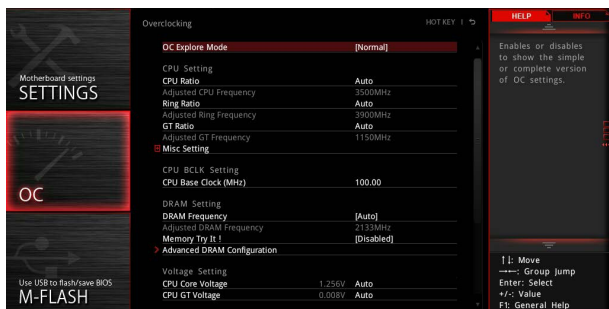 Overclocking
HOT KEY
HELP
INFO
OC Explore Mode [Normal]
CPU Setting
CPU Ratio Auto
Adjusted CPU Frequency 3500MHz
Ring Ratio Auto
Adjusted Ring Frequency 3900MHz
GT Ratio Auto
Adjusted GT Frequency 1150MHz
Misc Setting
CPU BCLK Setting
CPU Base Clock (MHz) 100.00
DRAM Setting
DRAM Frequency [Auto]
Adjusted DRAM Frequency 2133MHz
Memory Try It ! [Disabled]
> Advanced DRAM Configuration
Voltage Setting
CPU Core Voltage 1.256V Auto
CPU GT Voltage 0.008V Auto
Motherboard settings
SETTINGS
OC
Use USB to flash/save BIOS
M-FLASH
Enables or disables
to show the simple
or complete version
of OC settings.
↑↓: Move
→←: Group Jump
Enter: Select
+/-: Value
F1: General Help